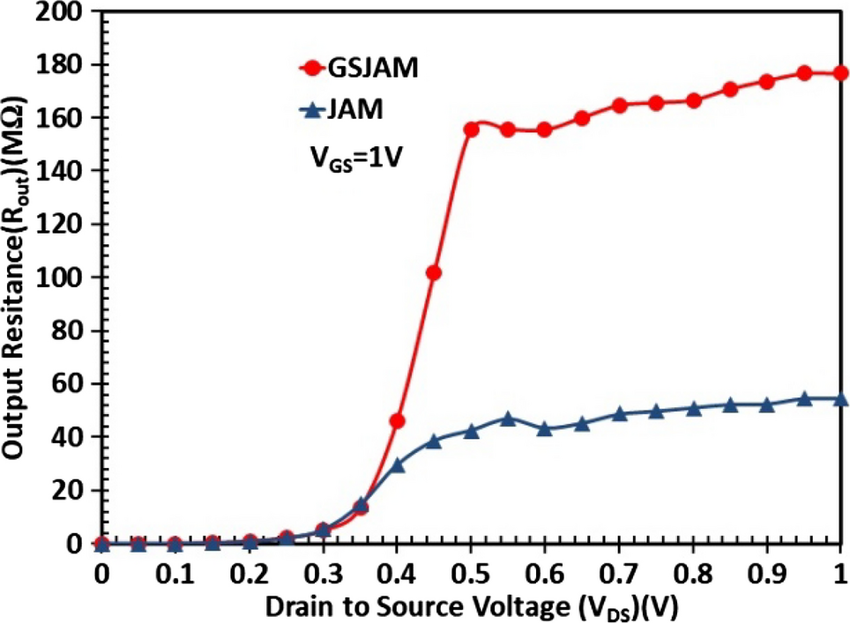 200
180
160
140
120
100
80
60
40
20
0
Output Resitance(Rout)(MΩ)
GSJAM
JAM
VGS=1V
0 0.1 0.2 0.3 0.4 0.5 0.6 0.7 0.8 0.9 1
Drain to Source Voltage (VDS)(V)